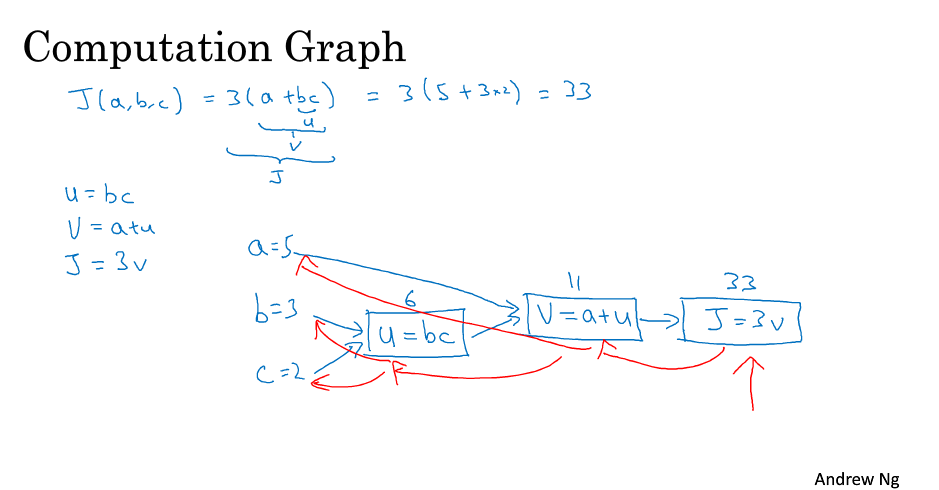 Computation Graph
J(a,b,c) = 3(a+bc) = 3(5+3×2) = 33
u
V
J
u = bc
V = a+u
J = 3v
a=5
11
33
6
b=3
V=a+u
J=3v
u=bc
c=2
Andrew Ng